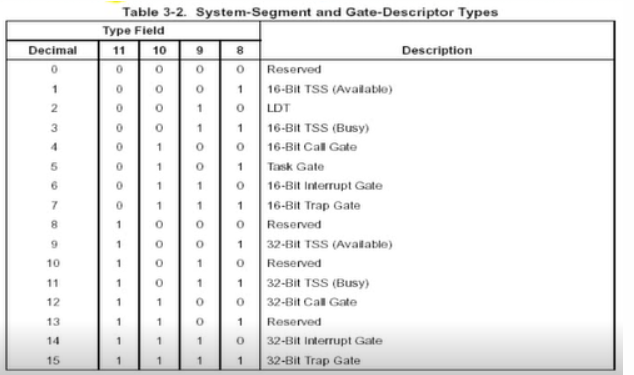 Table 3-2. System-Segment and Gate-Descriptor Types
Type Field
Decimal 11 10 9 8 Description
0 0 0 0 0 Reserved
1 0 0 0 1 16-Bit TSS (Available)
2 0 0 1 0 LDT
3 0 0 1 1 16-Bit TSS (Busy)
4 0 1 0 0 16-Bit Call Gate
5 0 1 0 1 Task Gate
6 0 1 1 0 16-Bit Interrupt Gate
7 0 1 1 1 16-Bit Trap Gate
8 1 0 0 0 Reserved
9 1 0 0 1 32-Bit TSS (Available)
10 1 0 1 0 Reserved
11 1 0 1 1 32-Bit TSS (Busy)
12 1 1 0 0 32-Bit Call Gate
13 1 1 0 1 Reserved
14 1 1 1 0 32-Bit Interrupt Gate
15 1 1 1 1 32-Bit Trap Gate